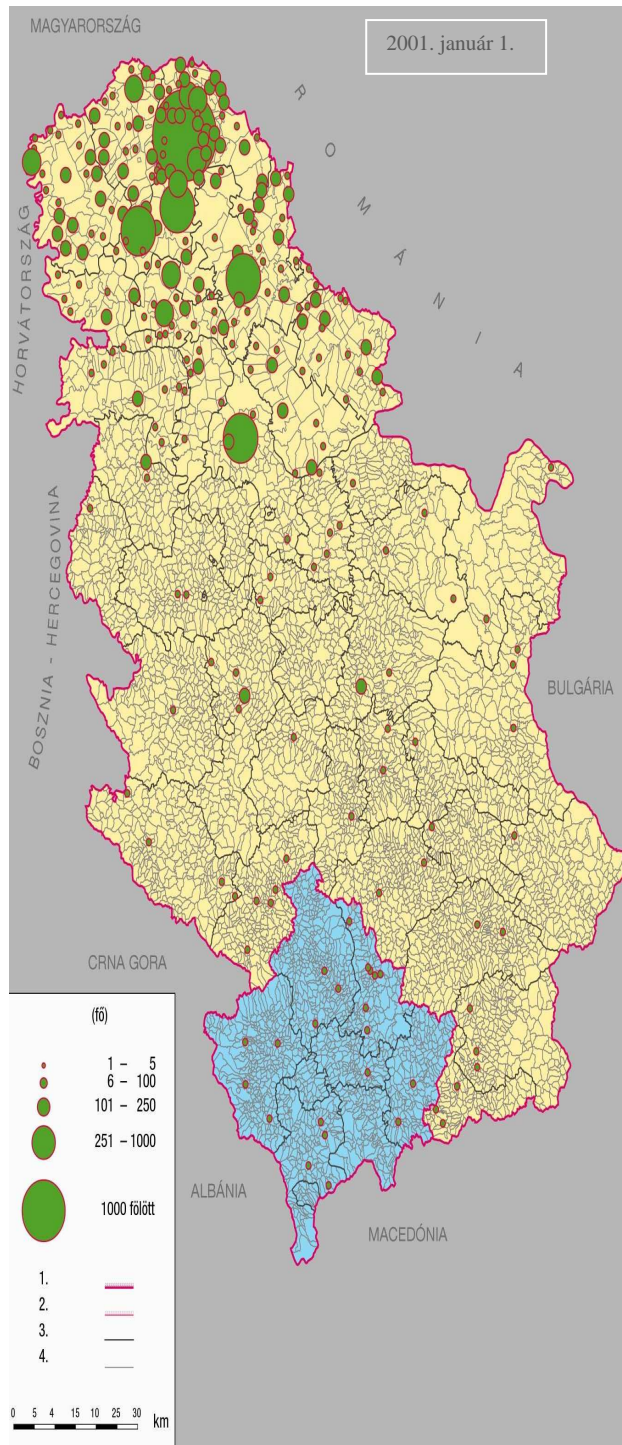 MAGYARORSZÁG
2001. január 1.
ROMÁNIA
HORVÁTORSZÁG
BOSZNIA - HERCEGOVINA
BULGÁRIA
CRNA GORA
ALBÁNIA
MACEDÓNIA
(fő)
1 – 5
6 – 100
101 – 250
251 – 1000
1000 fölött
1.
2.
3.
4.
0 5 4 15 10 25 30 km